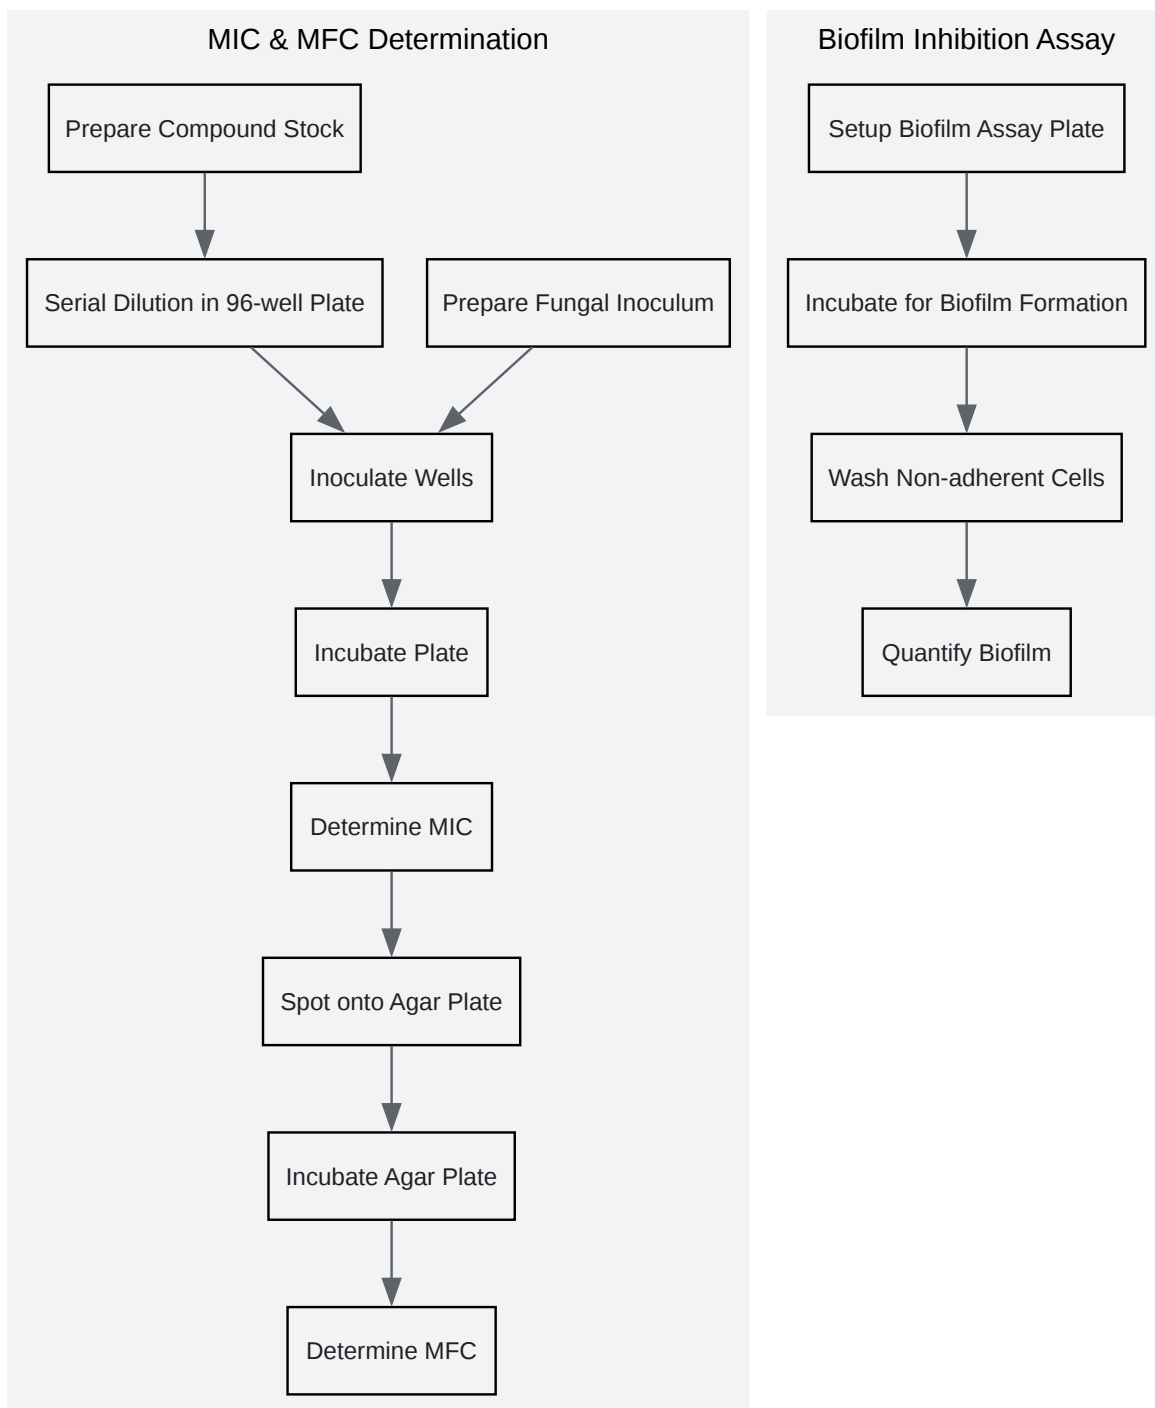 MIC & MFC Determination
Prepare Compound Stock
Serial Dilution in 96-well Plate
Prepare Fungal Inoculum
Inoculate Wells
Incubate Plate
Determine MIC
Spot onto Agar Plate
Incubate Agar Plate
Determine MFC
Biofilm Inhibition Assay
Setup Biofilm Assay Plate
Incubate for Biofilm Formation
Wash Non-adherent Cells
Quantify Biofilm